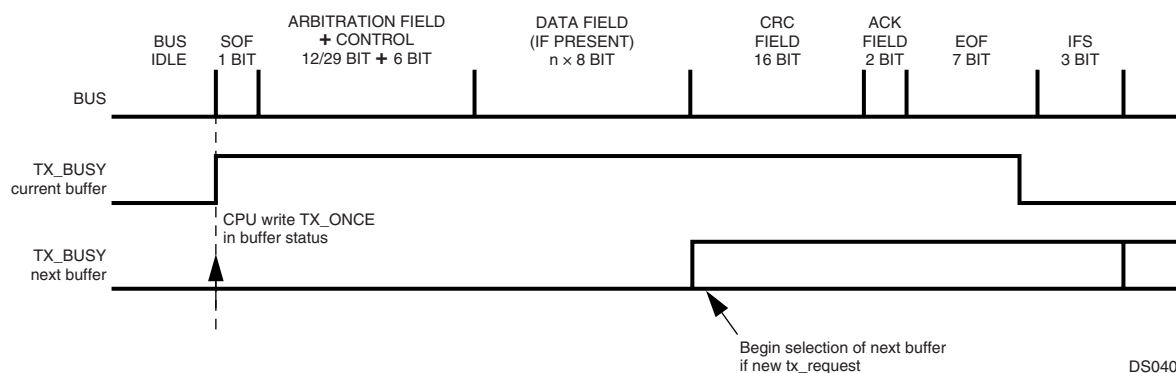 BUS
IDLE
SOF
1 BIT
ARBITRATION FIELD
+ CONTROL
12/29 BIT + 6 BIT
DATA FIELD
(IF PRESENT)
n × 8 BIT
CRC
FIELD
16 BIT
ACK
FIELD
2 BIT
EOF
7 BIT
IFS
3 BIT
BUS
TX_BUSY
current buffer
CPU write TX_ONCE
in buffer status
TX_BUSY
next buffer
Begin selection of next buffer
if new tx_request
DS040